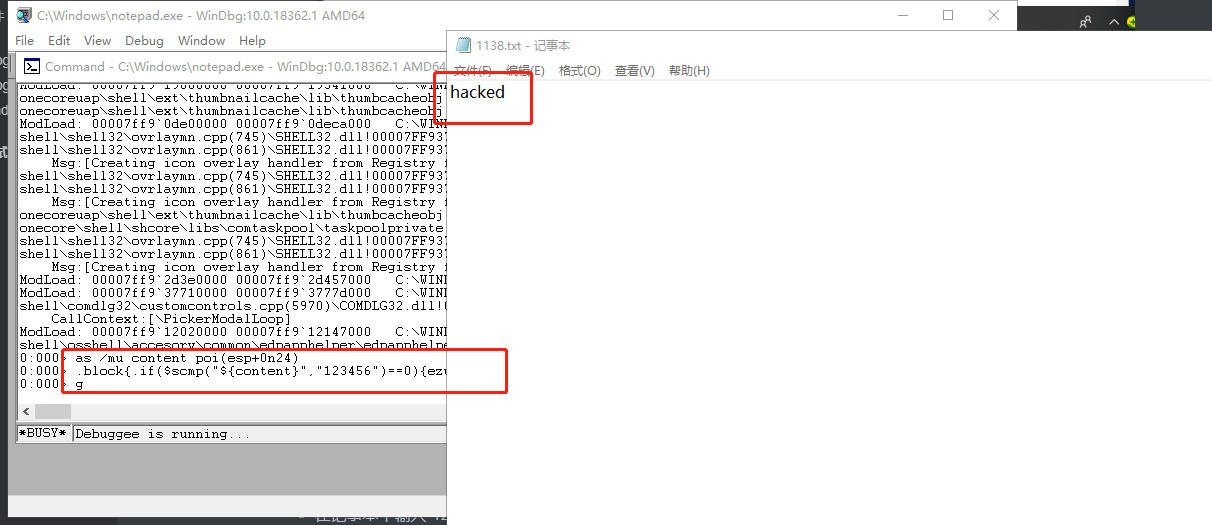 C:\Windows\notepad.exe - WinDbg:10.0.18362.1 AMD64
File Edit View Debug Window Help
Command - C:\Windows\notepad.exe - WinDbg:10.0.18362.1 AMD64
onecoreuap\shell\ext\thumbnailcache\lib\thumbcacheobj
onecoreuap\shell\ext\thumbnailcache\lib\thumbcacheobj
ModLoad: 00007ff9`0de00000 00007ff9`0deca000 C:\WIN
shell\shell32\ovrlaymn.cpp(745)\SHELL32.dll!00007FF937
shell\shell32\ovrlaymn.cpp(861)\SHELL32.dll!00007FF937
Msg:[Creating icon overlay handler from Registry f
shell\shell32\ovrlaymn.cpp(745)\SHELL32.dll!00007FF937
shell\shell32\ovrlaymn.cpp(861)\SHELL32.dll!00007FF937
Msg:[Creating icon overlay handler from Registry f
onecoreuap\shell\ext\thumbnailcache\lib\thumbcacheobj
onecore\shell\shcore\libs\comtaskpool\taskpoolprivate
shell\shell32\ovrlaymn.cpp(745)\SHELL32.dll!00007FF937
shell\shell32\ovrlaymn.cpp(861)\SHELL32.dll!00007FF937
Msg:[Creating icon overlay handler from Registry f
ModLoad: 00007ff9`2d3e0000 00007ff9`2d457000 C:\WIN
ModLoad: 00007ff9`37710000 00007ff9`3777d000 C:\WIN
shell\comdlg32\customcontrols.cpp(5970)\COMDLG32.dll!
CallContext:[\PickerModalLoop]
ModLoad: 00007ff9`12020000 00007ff9`12147000 C:\WIN
shell\osshell\accesory\common\edpapphelper\edpapphelpe
0:000> as /mu content poi(esp+0n24)
0:000> .block{.if($scmp("${content}","123456")==0){ez
0:000> g
*BUSY* Debuggee is running...
1138.txt - 记事本
文件(F) 编辑(E) 格式(O) 查看(V) 帮助(H)
hacked